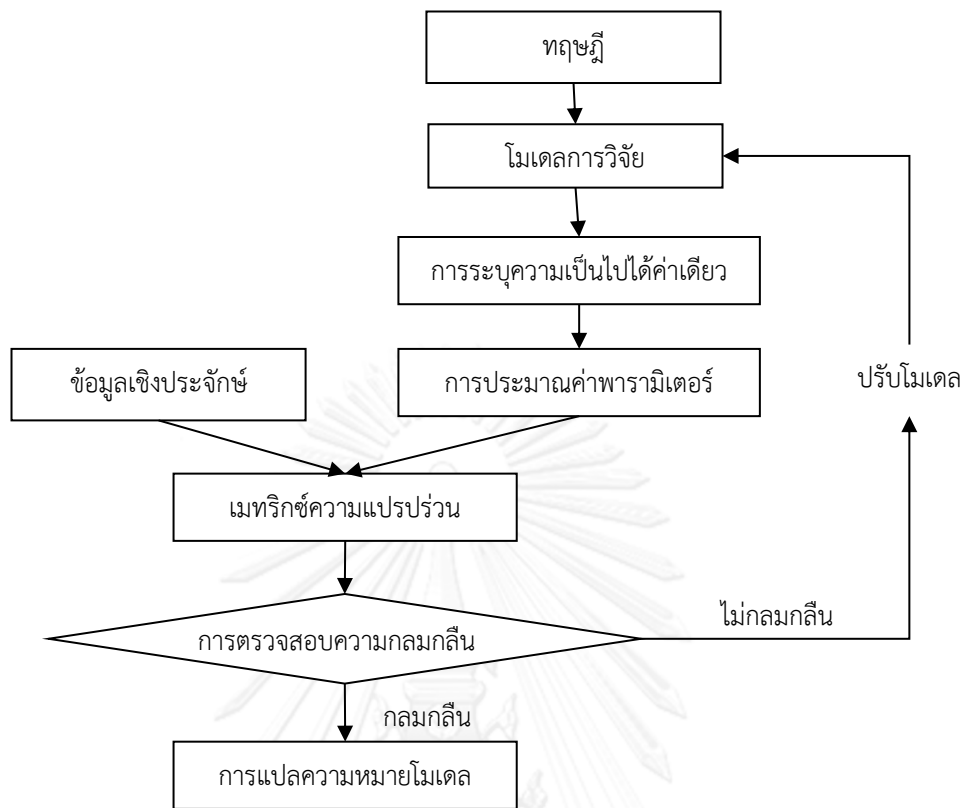 ทฤษฎี
โมเดลการวิจัย
การระบุความเป็นไปได้ค่าเดียว
ข้อมูลเชิงประจักษ์
การประมาณค่าพารามิเตอร์
ปรับโมเดล
เมทริกซ์ความแปรปร่วน
ไม่กลมกลืน
การตรวจสอบความกลมกลืน
กลมกลืน
การแปลความหมายโมเดล